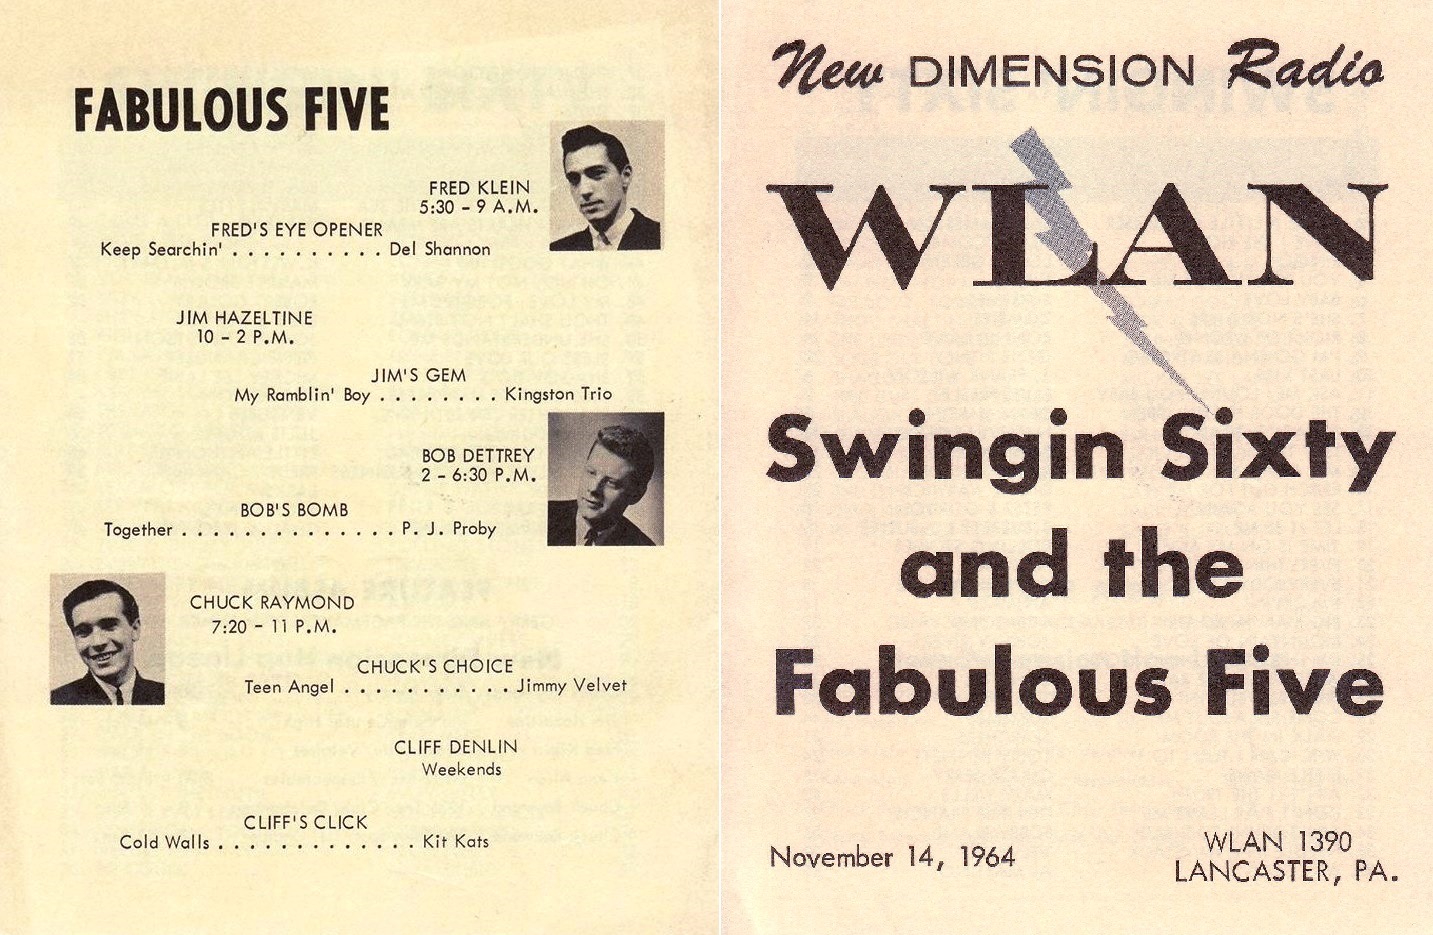 FABULOUS FIVE
FRED KLEIN
5:30 - 9 A.M.
FRED'S EYE OPENER
Keep Searchin' . . . . . . . . . . Del Shannon
JIM HAZELTINE
10 - 2 P.M.
JIM'S GEM
My Ramblin' Boy . . . . . . . . Kingston Trio
BOB DETTREY
2 - 6:30 P.M.
BOB'S BOMB
Together . . . . . . . . . . . . . . P. J. Proby
CHUCK RAYMOND
7:20 - 11 P.M.
CHUCK'S CHOICE
Teen Angel . . . . . . . . . . . Jimmy Velvet
CLIFF DENLIN
Weekends
CLIFF'S CLICK
Cold Walls . . . . . . . . . . . . . Kit Kats
New DIMENSION Radio
WLAN
Swingin Sixty
and the
Fabulous Five
November 14, 1964
WLAN 1390
LANCASTER, PA.